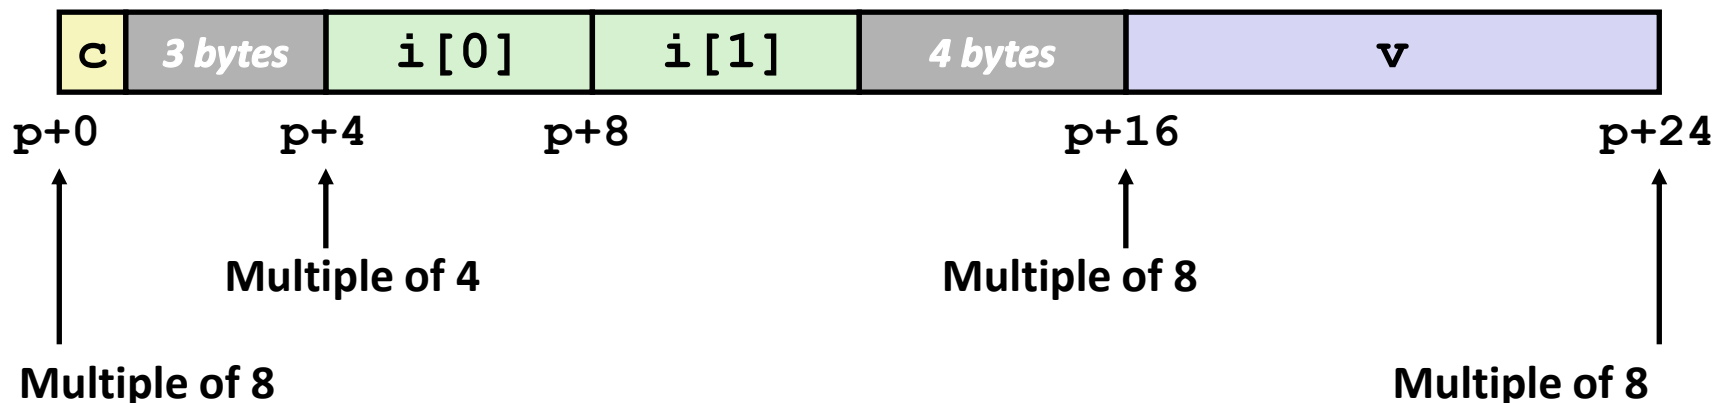 c 3 bytes i[0] i[1] 4 bytes v
p+0 p+4 p+8 p+16 p+24
Multiple of 4 Multiple of 8
Multiple of 8 Multiple of 8